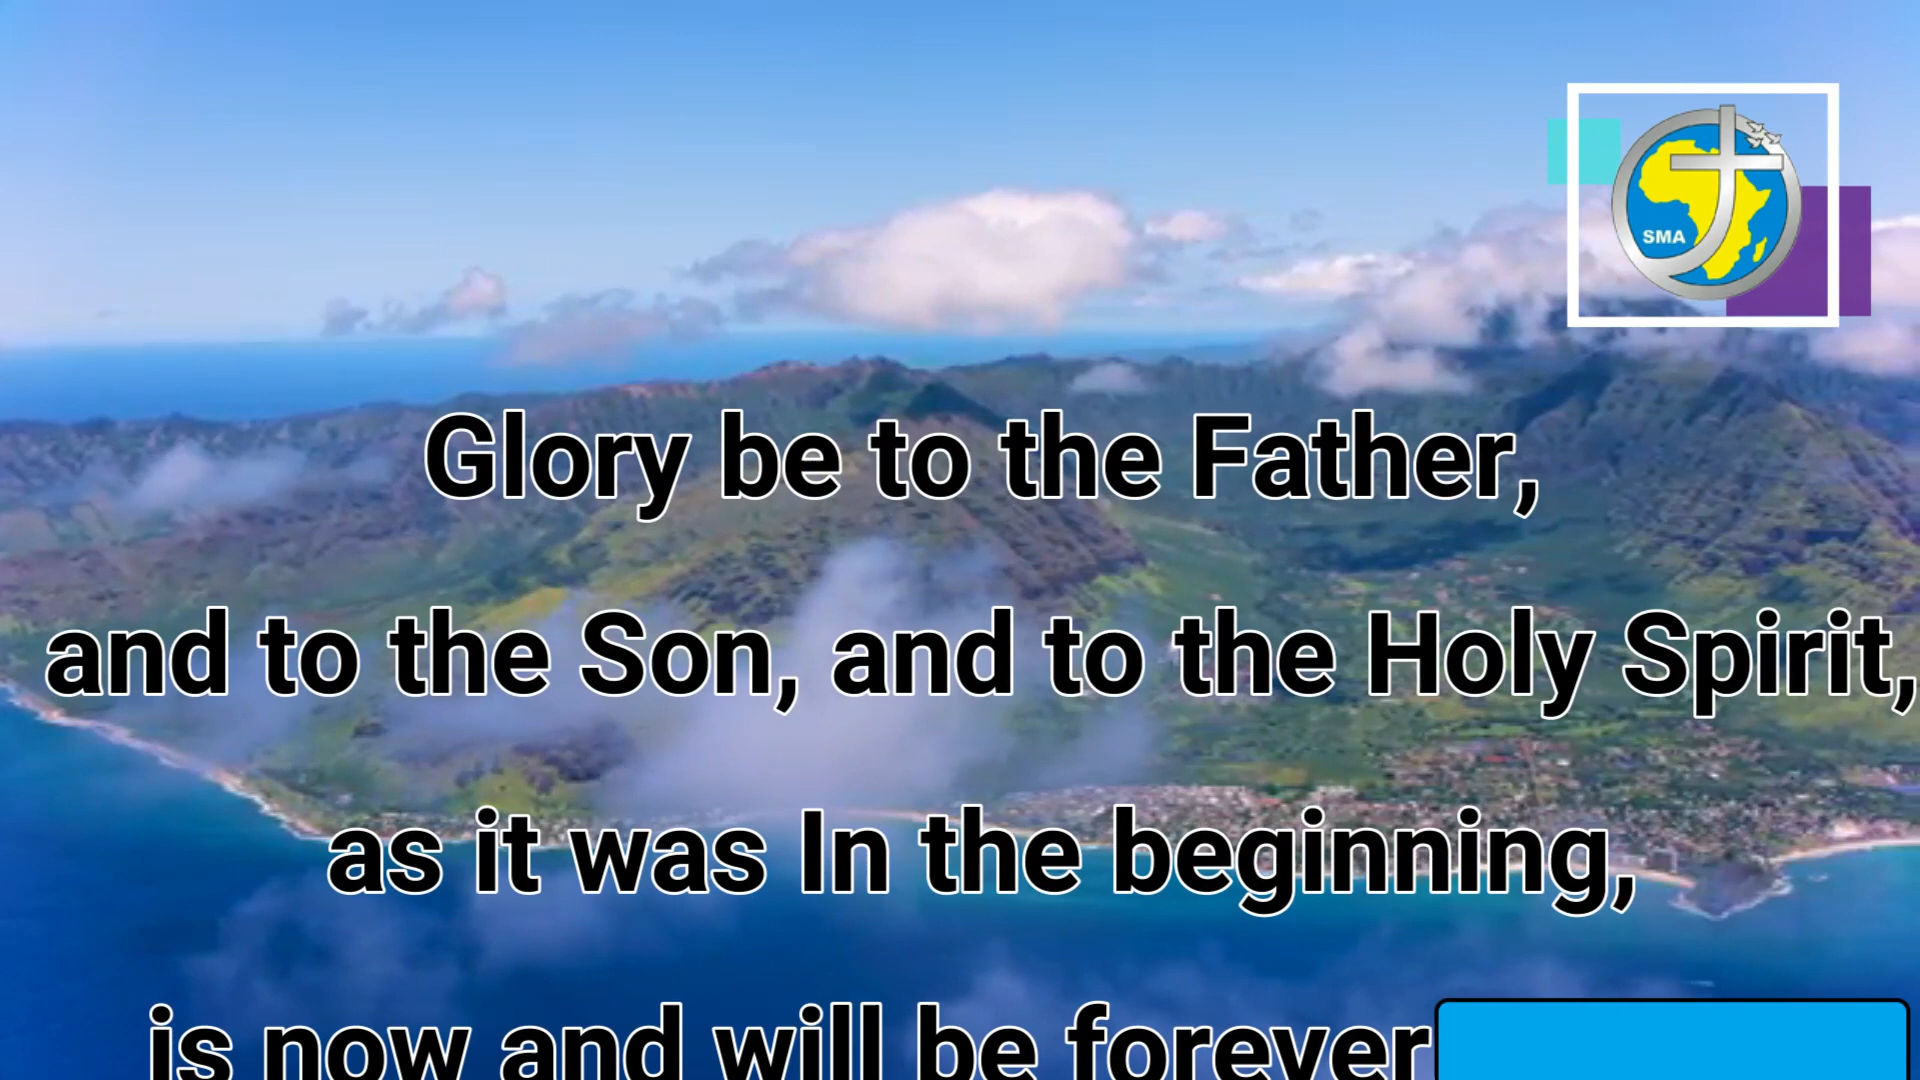 SMA
Glory be to the Father,
and to the Son, and to the Holy Spirit,
as it was In the beginning,
is now and will be forever